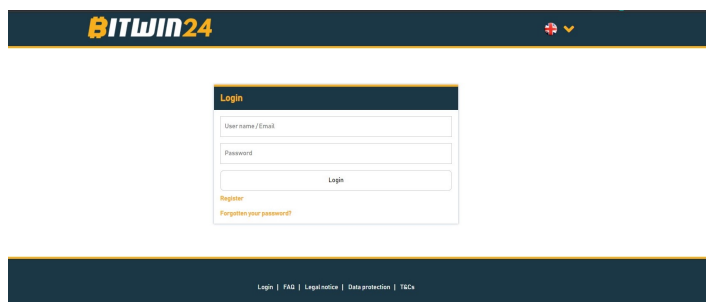 BITWIN24
Login
User name / Email
Password
Login
Register
Forgotten your password?
Login | FAQ | Legal notice | Data protection | T&Cs